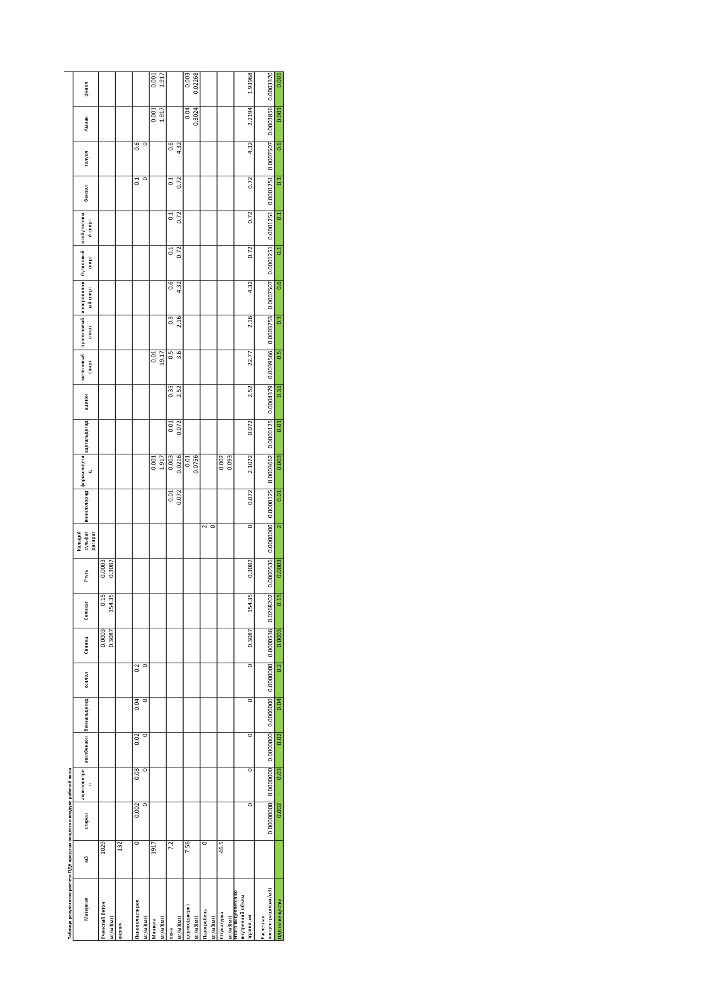 Таблица результатов расчета ПДК вредных веществ в воздухе рабочей зоны
Материал м3 стирол акрилонитри этилбензол бензальдегид ксилол Свинец Селикат Ртуть Кальций винилхлорид формальдеги ацетальдегид ацетон метиловый пропиловый изопропилов бутиловый изобутиловы бензол толуол Амиак фенол
л сульфат д спирт спирт ый спирт спирт й спирт
дигират
Ячеистый бетон 1029 0.0003 0.15 0.0003
мг/м3(мг) 0.3087 154.35 0.3087
кирпич 132
Пенополистирол 0 0.002 0.03 0.02 0.04 0.2 0.1 0.6
мг/м3(мг) 0 0 0 0 0 0 0
Минвата 1917 0.001 0.01 0.001 0.001
мг/м3(мг) 1.917 19.17 1.917 1.917
окна 7.2 0.01 0.003 0.01 0.35 0.5 0.3 0.6 0.1 0.1 0.1 0.6
мг/м3(мг) 0.072 0.0216 0.072 2.52 3.6 2.16 4.32 0.72 0.72 0.72 4.32
дерево(двери) 7.56 0.01 0.04 0.003
мг/м3(мг) 0.0756 0.3024 0.02268
Пазогребень 0 2
мг/м3(мг) 0
Штукатурка 46.5 0.002
мг/м3(мг) 0.093
Итого выделяется во
внутренний объем
здания, мг 0 0 0 0 0 0.3087 154.35 0.3087 0 0.072 2.1072 0.072 2.52 22.77 2.16 4.32 0.72 0.72 0.72 4.32 2.2194 1.93968
Расчетная
концентрация(мг/м3) 0.00000000 0.0000000 0.0000000 0.0000000 0.0000000 0.0000536 0.0268202 0.0000536 0.0000000 0.0000125 0.0003662 0.0000125 0.0004379 0.0039566 0.0003753 0.0007507 0.0001251 0.0001251 0.0001251 0.0007507 0.0003856 0.0003370
ПДК по веществу 0.002 0.03 0.02 0.04 0.2 0.0003 0.15 0.0003 2 0.01 0.003 0.01 0.35 0.5 0.3 0.6 0.1 0.1 0.1 0.6 0.001 0.001